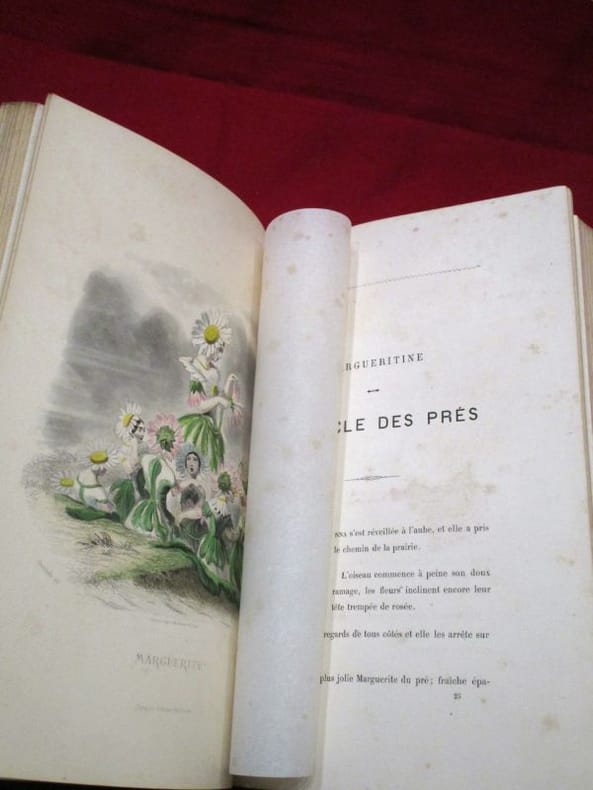 MARGUERITE
RGUERITINE
CLE DES PRÉS
NNA s'est réveillée à l'aube, et elle a pris
le chemin de la prairie.
L'oiseau commence à peine son doux
ramage, les fleurs inclinent encore leur
tête trempée de rosée.
regards de tous côtés et elle les arrête sur
plus jolie Marguerite du pré; fraîche épa-
25